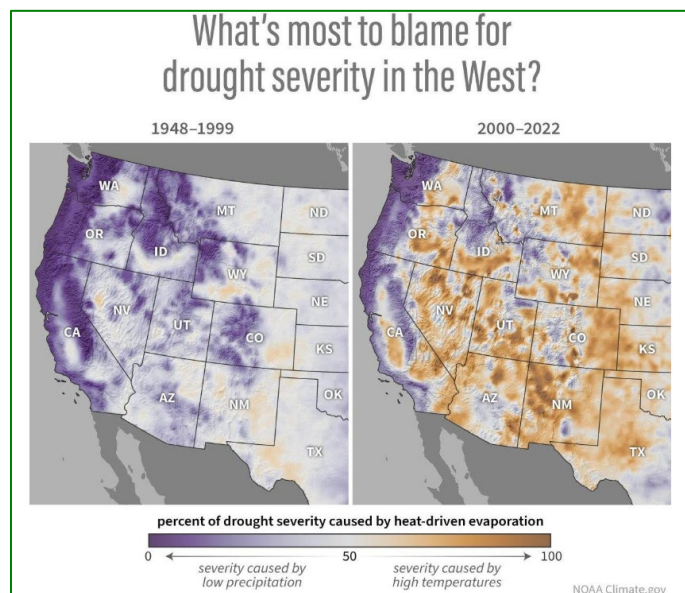 What's most to blame for
drought severity in the West?
1948–1999
2000–2022
WA
MT
ND
OR
ID
SD
WY
NE
NV
UT
CO
CA
KS
AZ
NM
OK
TX
WA
MT
ND
OR
ID
SD
WY
NE
NV
UT
CO
CA
KS
AZ
NM
OK
TX
percent of drought severity caused by heat-driven evaporation
0
50
100
severity caused by
low precipitation
severity caused by
high temperatures
NOAA Climate.gov